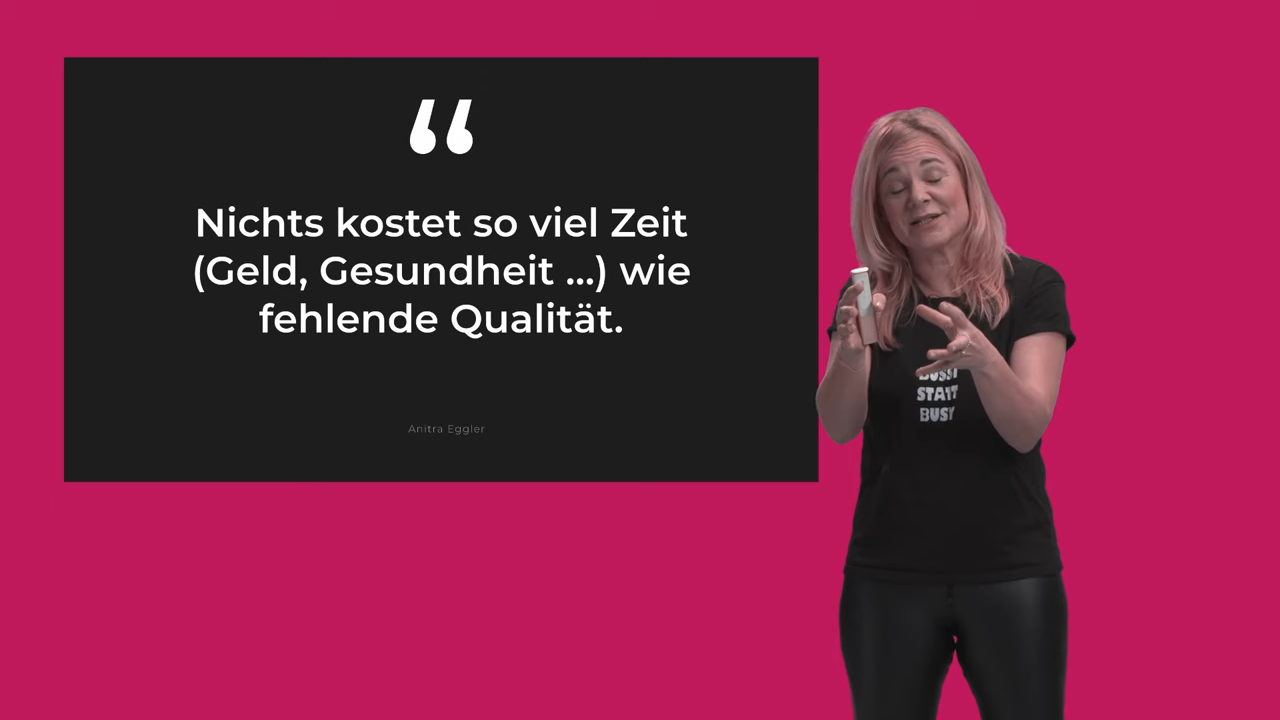 “
Nichts kostet so viel Zeit
(Geld, Gesundheit ...) wie
fehlende Qualität.
Anitra Eggler
BUSSI
STATT
BUSY